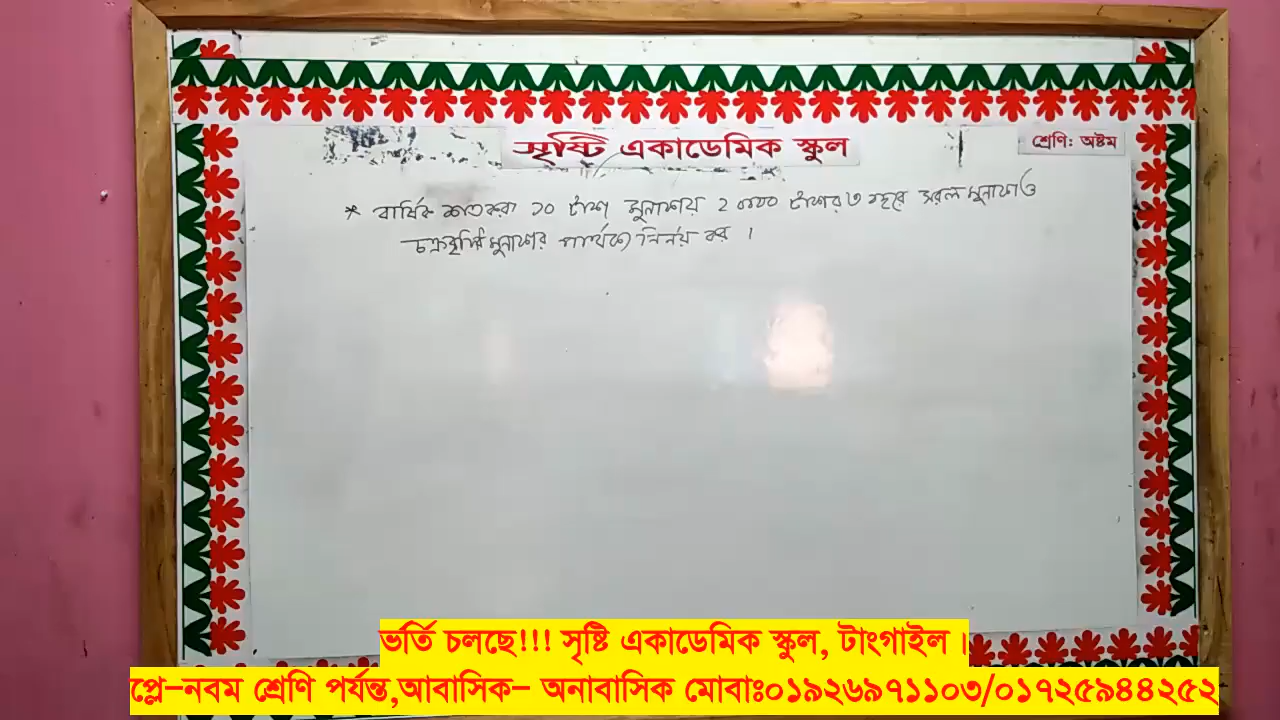 সৃষ্টি একাডেমিক স্কুল
শ্রেণি: অষ্টম
* বার্ষিক শতকরা ১০ টাকা মুনাফায় ২০০০ টাকার ৩ বছরে সরল মুনাফা ও
চক্রবৃদ্ধি মুনাফার পার্থক্য নির্ণয় কর ।
ভর্তি চলছে!!! সৃষ্টি একাডেমিক স্কুল, টাংগাইল।
প্লে-নবম শ্রেণি পর্যন্ত,আবাসিক- অনাবাসিক মোবাঃ০১৯২৬৯৭১১০৩/০১৭২৫৯৪৪২৫২